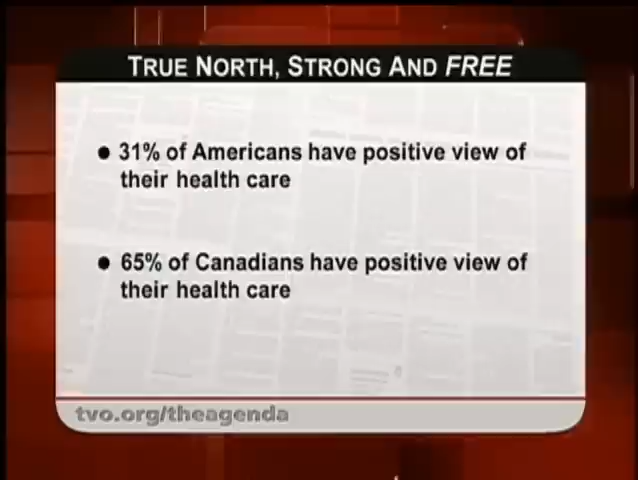 TRUE NORTH, STRONG AND FREE
● 31% of Americans have positive view of
their health care
● 65% of Canadians have positive view of
their health care
tvo.org/theagenda